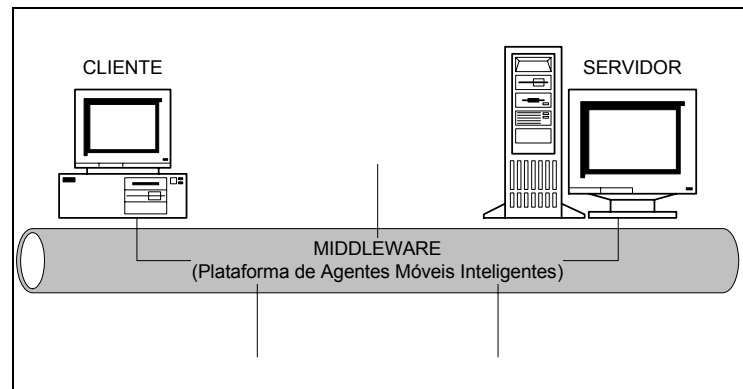 CLIENTE
SERVIDOR
MIDDLEWARE
(Plataforma de Agentes Móveis Inteligentes)